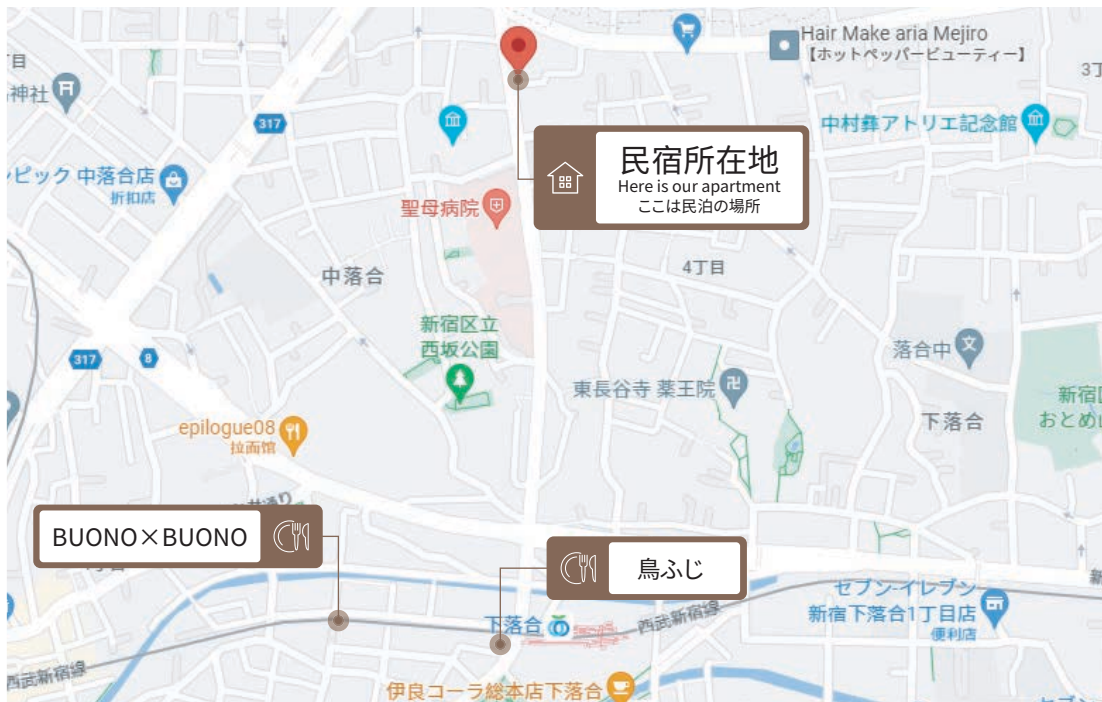 Hair Make aria Mejiro
【ホットペッパービューティー】
丁目
3丁
神社
317
中村彝アトリエ記念館
民宿所在地
Here is our apartment
ここは民泊の場所
ピック 中落合店
折扣店
聖母病院
4丁目
中落合
新宿区立
西坂公園
落合中
317
8
東長谷寺 薬王院
新宿区
おとめ山
下落合
epilogue08
拉面馆
BUONO×BUONO
鳥ふじ
セブン-イレブン
新宿下落合1丁目店
便利店
下落合
西武新宿線
西武新宿線
伊良コーラ総本店下落合
セブン